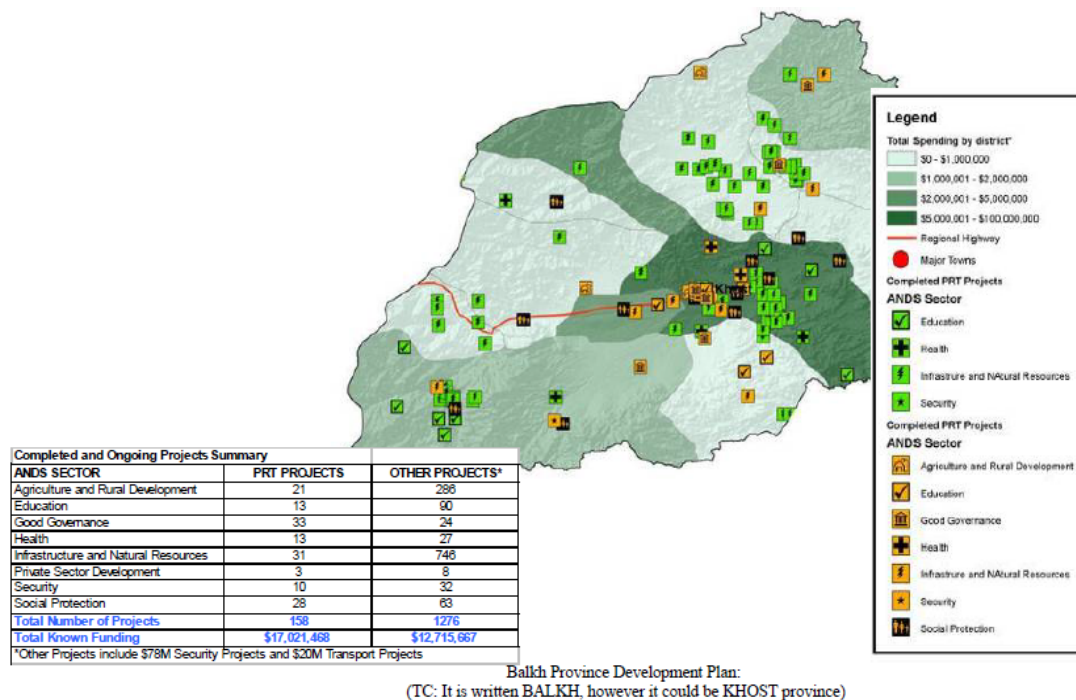 Khost
Legend
Total Spending by district*
$0 - $1,000,000
$1,000,001 - $2,000,000
$2,000,001 - $5,000,000
$5,000,001 - $100,000,000
Regional Highway
Major Towns
Completed PRT Projects
ANDS Sector
Education
Health
Infrastrure and NAtural Resources
Security
Completed PRT Projects
ANDS Sector
Agriculture and Rural Development
Education
Good Governance
Health
Infrastrure and NAtural Resources
Security
Social Protection
Completed and Ongoing Projects Summary
ANDS SECTOR PRT PROJECTS OTHER PROJECTS*
Agriculture and Rural Development 21 286
Education 13 90
Good Governance 33 24
Health 13 27
Infrastructure and Natural Resources 31 746
Private Sector Development 3 8
Security 10 32
Social Protection 28 63
Total Number of Projects 158 1276
Total Known Funding $17,021,468 $12,715,667
*Other Projects include $78M Security Projects and $20M Transport Projects
Balkh Province Development Plan:
(TC: It is written BALKH, however it could be KHOST province)